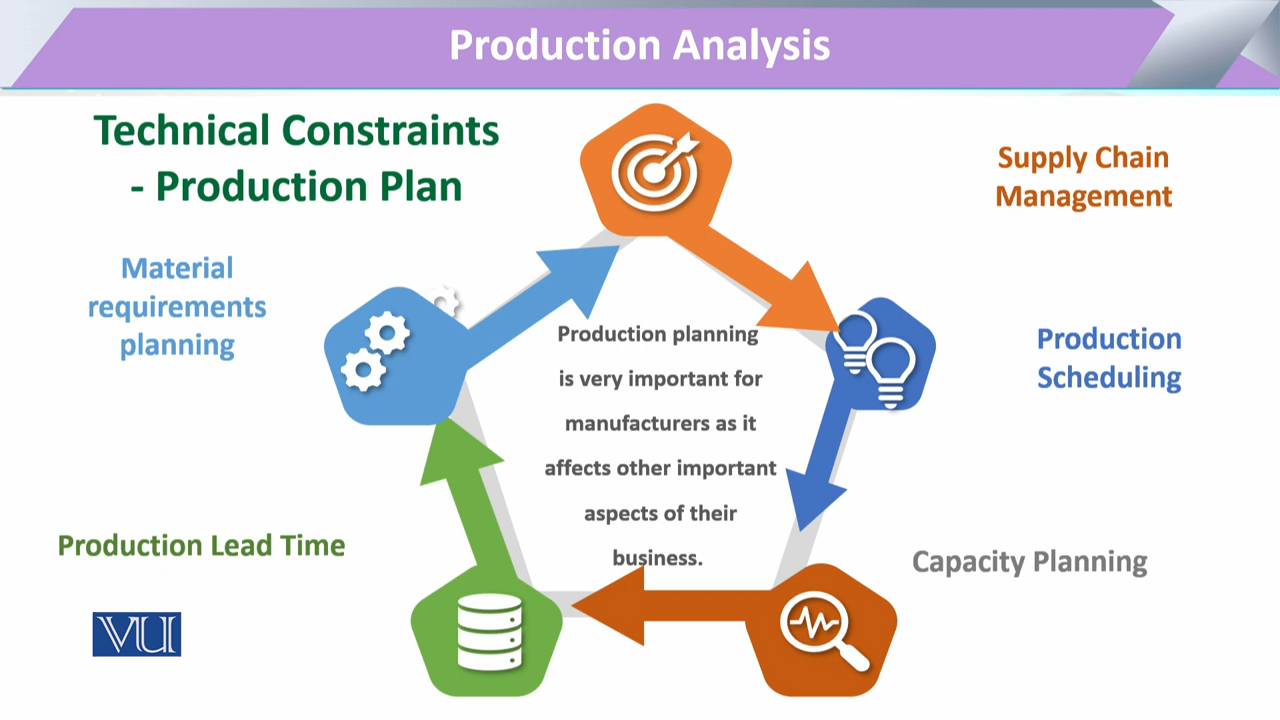 Production Analysis
Technical Constraints
- Production Plan
Supply Chain
Management
Material
requirements
planning
Production planning
is very important for
manufacturers as it
affects other important
aspects of their
business.
Production
Scheduling
Production Lead Time
Capacity Planning
VU